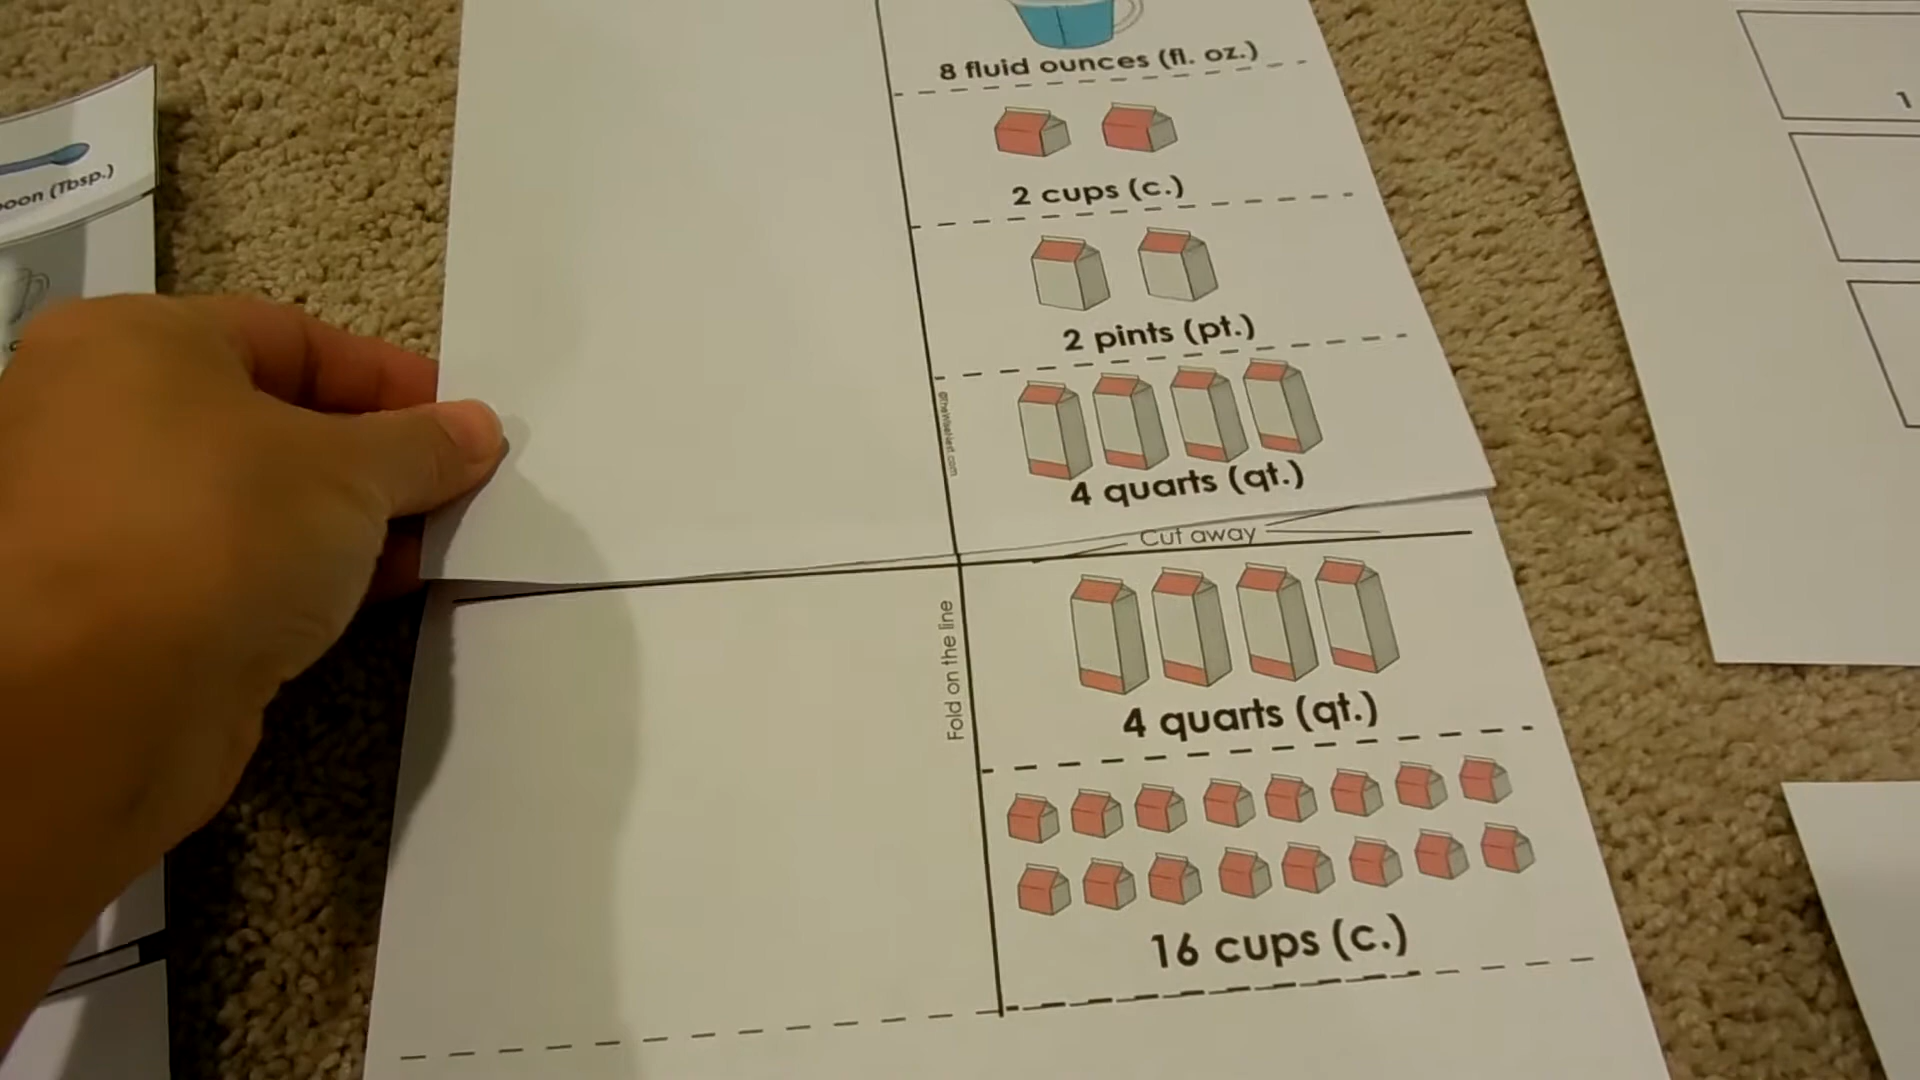 8 fluid ounces (fl. oz.)
2 cups (c.)
2 pints (pt.)
4 quarts (qt.)
Cut away
Fold on the line
4 quarts (qt.)
16 cups (c.)
(Tbsp.)
1